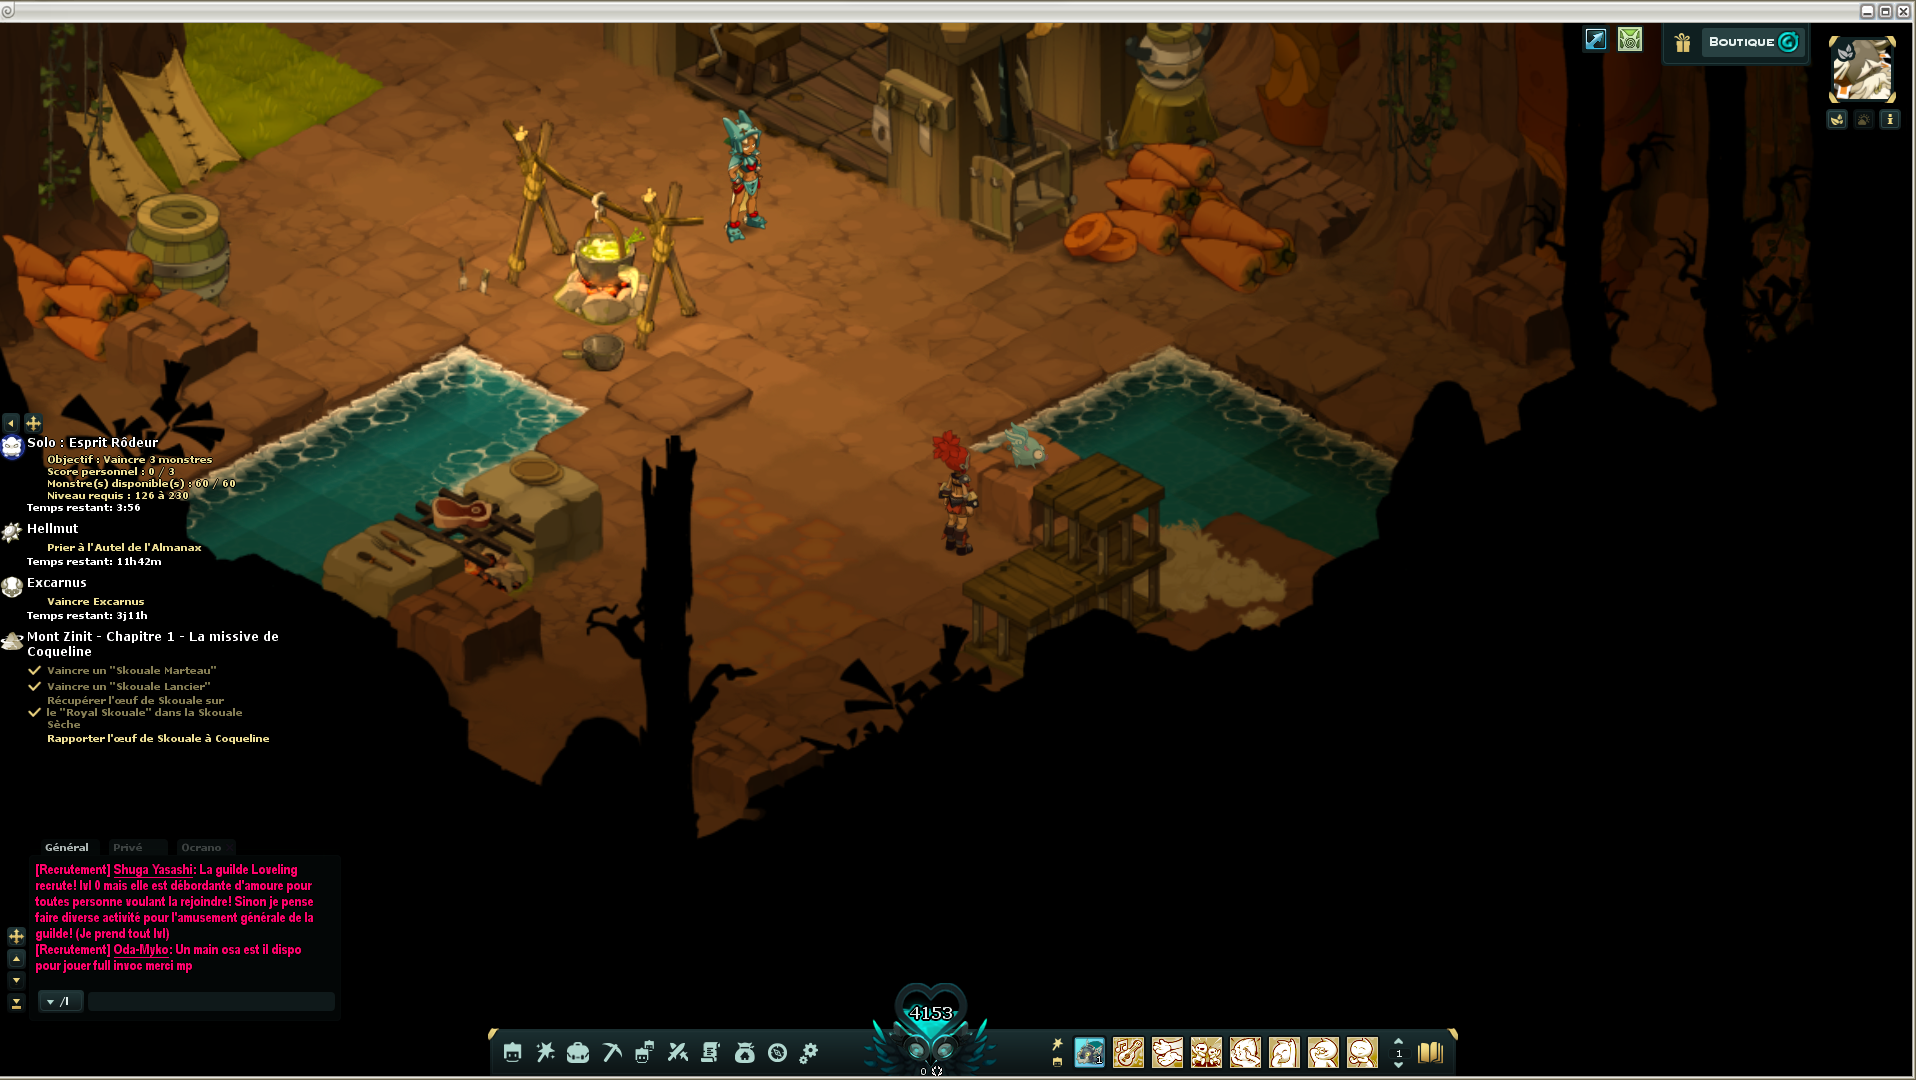 BOUTIQUE
Solo : Esprit Rôdeur
Objectif : Vaincre 3 monstres
Score personnel : 0 / 3
Monstre(s) disponible(s) : 60 / 60
Niveau requis : 126 à 230
Temps restant: 3:56
Hellmut
Prier à l'Autel de l'Almanax
Temps restant: 11h42m
Excarnus
Vaincre Excarnus
Temps restant: 3j11h
Mont Zinit - Chapitre 1 - La missive de
Coqueline
Vaincre un "Skouale Marteau"
Vaincre un "Skouale Lancier"
Récupérer l'œuf de Skouale sur
le "Royal Skouale" dans la Skouale
Sèche
Rapporter l'œuf de Skouale à Coqueline
Général Privé Ocrano
[Recrutement] Shuga Yasashi: La guilde Loveling
recrute! lvl 0 mais elle est débordante d'amoure pour
toutes personne voulant la rejoindre! Sinon je pense
faire diverse activité pour l'amusement générale de la
guilde! (Je prend tout lvl)
[Recrutement] Oda-Myko: Un main osa est il dispo
pour jouer full invoc merci mp
/l
4153
0
1
1